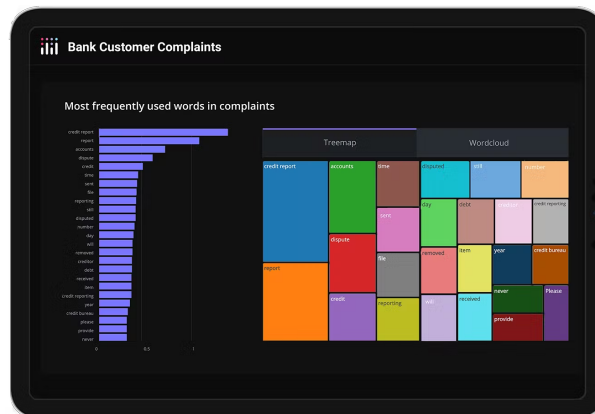 Bank Customer Complaints
Most frequently used words in complaints
credit report
report
accounts
dispute
credit
time
sent
file
reporting
still
disputed
number
day
will
removed
creditor
debt
received
item
credit reporting
year
credit bureau
please
provide
never
0
0.5
1
Treemap
Wordcloud
credit report
accounts
time
disputed
still
number
sent
day
debt
credit reporting
dispute
file
removed
item
year
credit bureau
report
credit
reporting
will
received
never
Please
provide